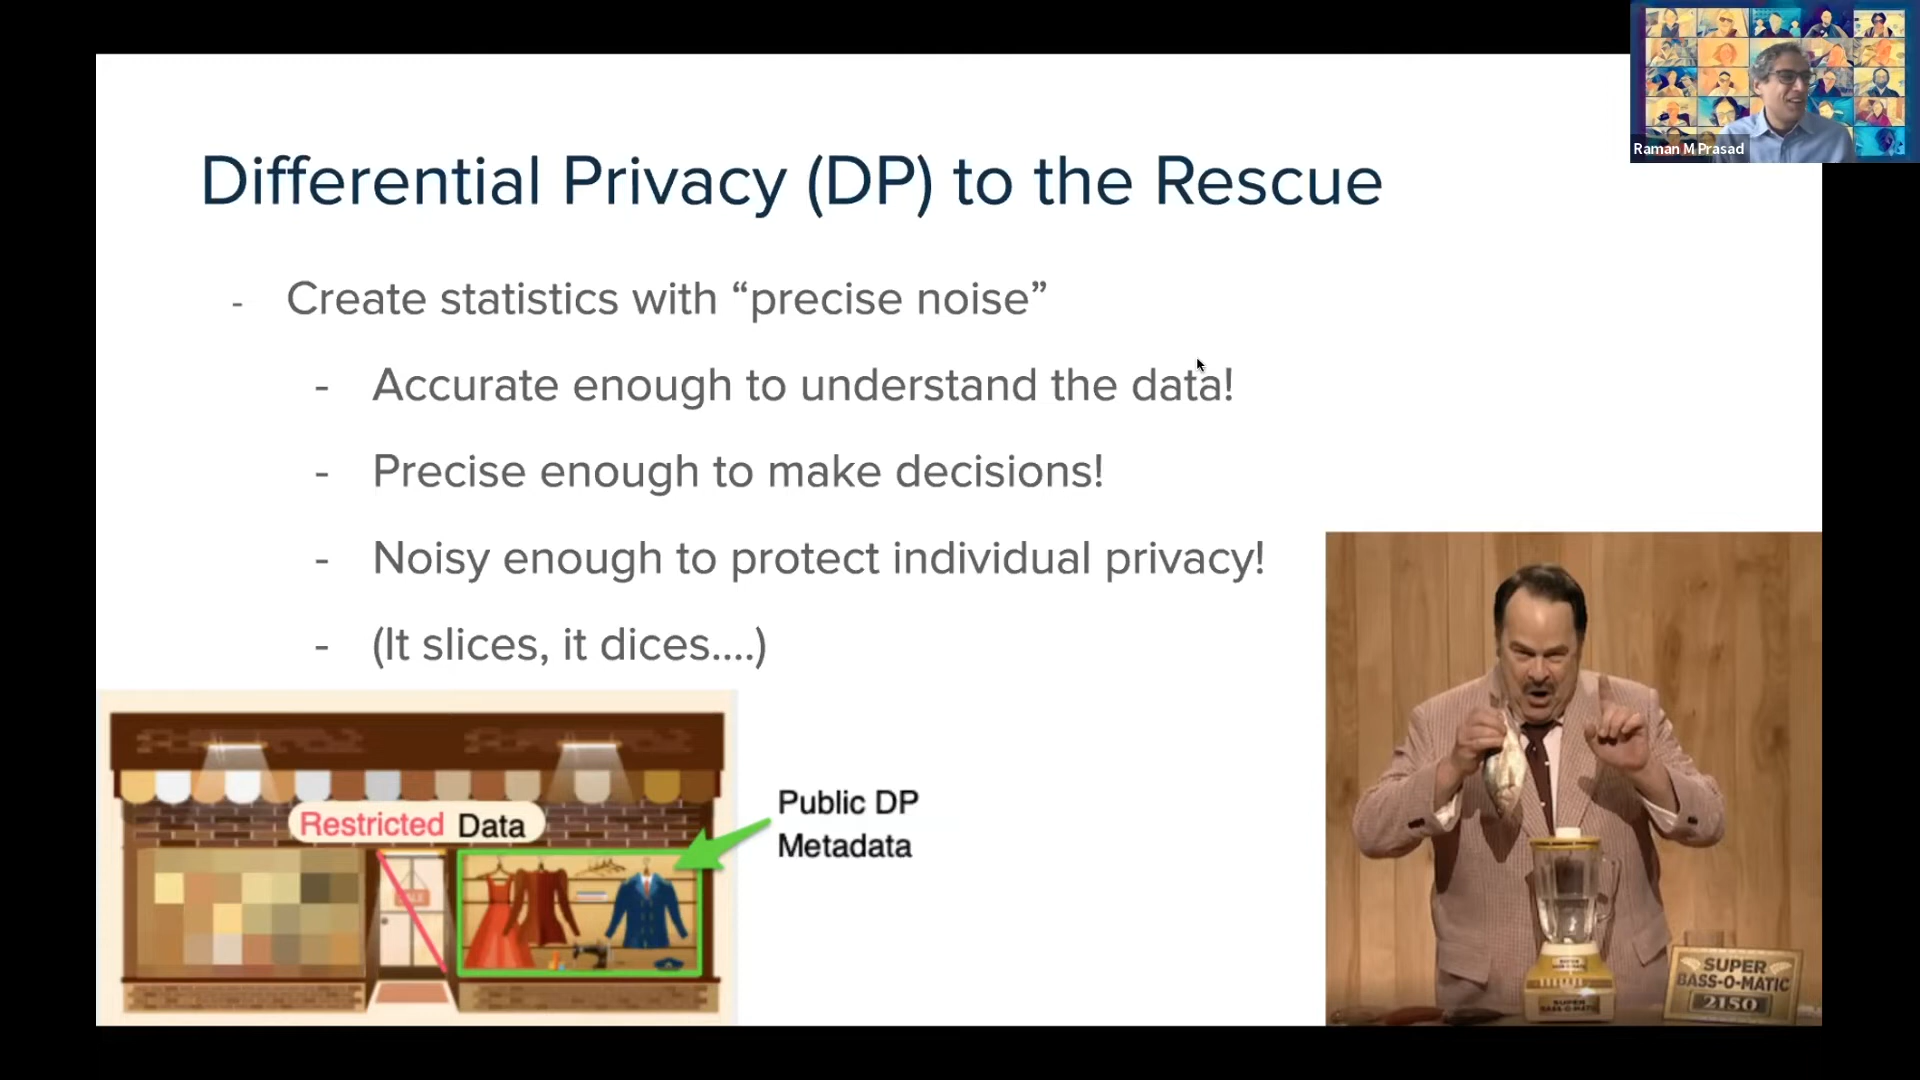 Raman M Prasad
Differential Privacy (DP) to the Rescue
- Create statistics with “precise noise”
- Accurate enough to understand the data!
- Precise enough to make decisions!
- Noisy enough to protect individual privacy!
- (It slices, it dices....)
Restricted Data
Public DP
Metadata
SUPER
BASS-O-MATIC
2150